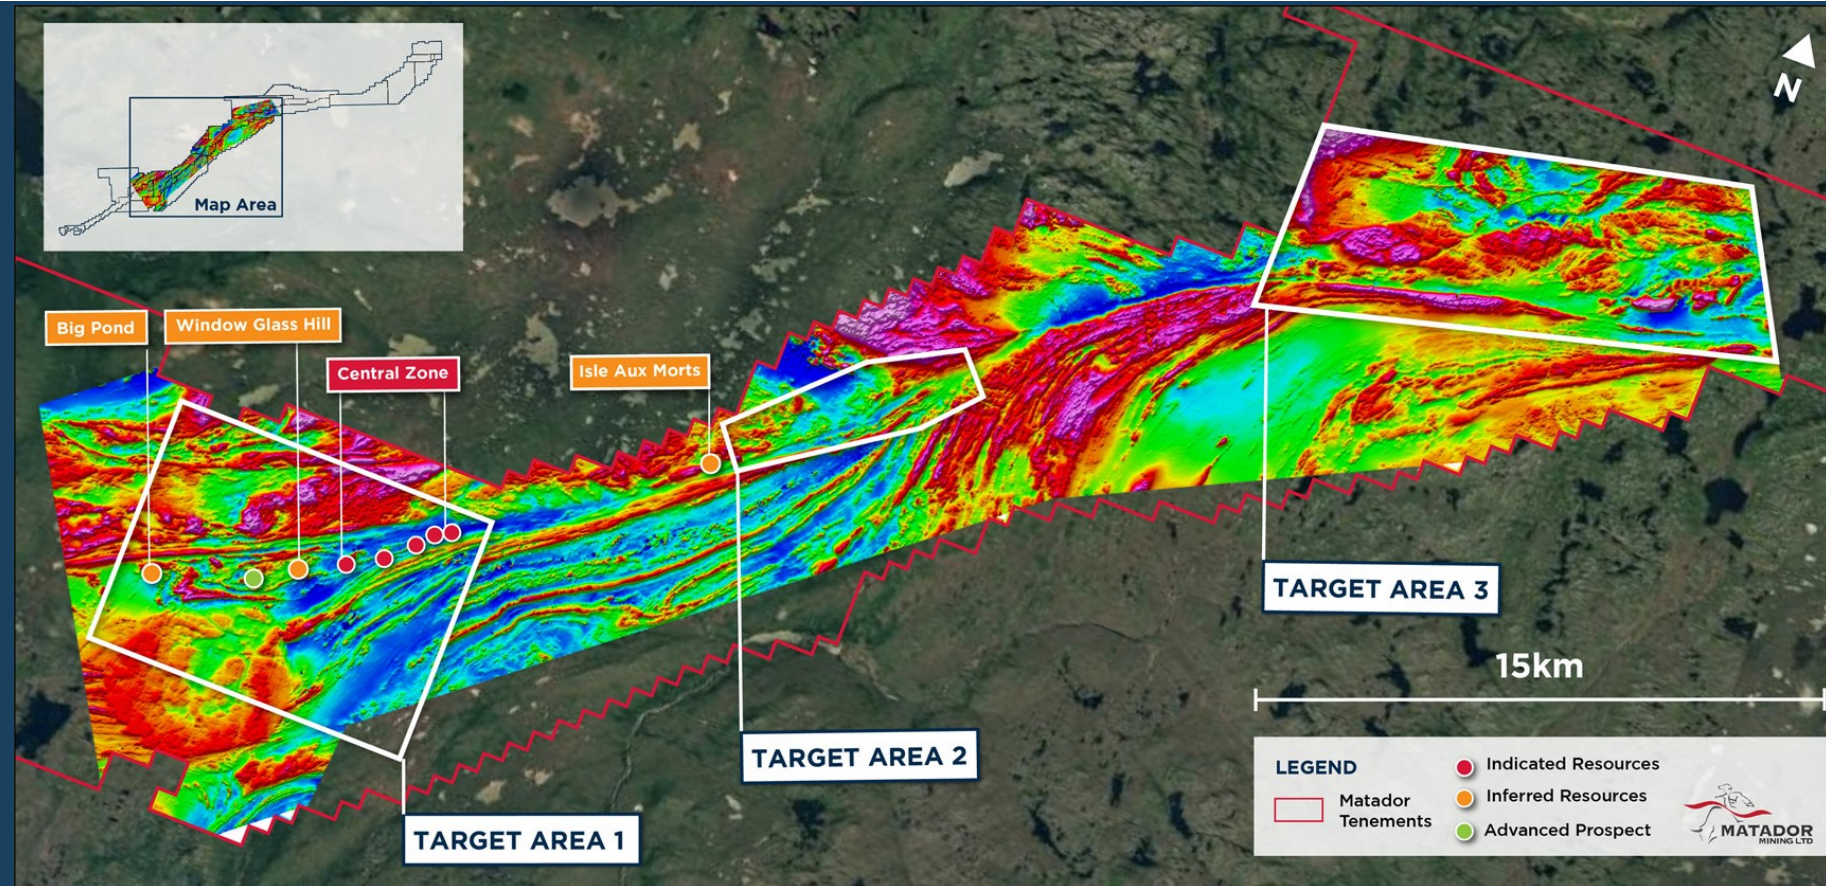 Map Area
N
Big Pond
Window Glass Hill
Central Zone
Isle Aux Morts
TARGET AREA 3
15km
TARGET AREA 2
TARGET AREA 1
LEGEND
Matador
Tenements
Indicated Resources
Inferred Resources
Advanced Prospect
MATADOR
MINING LTD